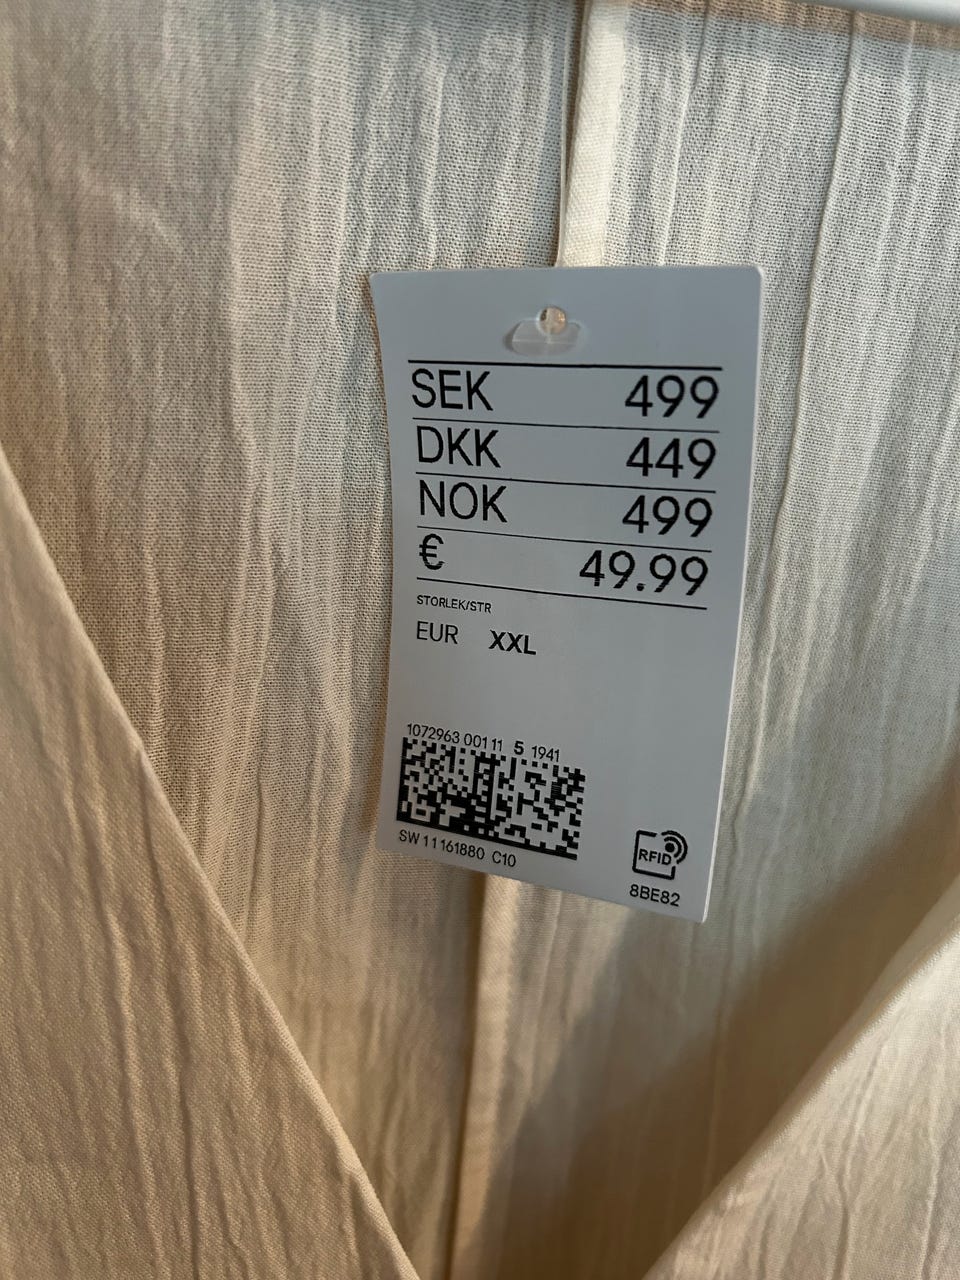 SEK 499
DKK 449
NOK 499
€ 49.99
STORLEK/STR
EUR XXL
1072963 001 11 5 1941
SW 11161880 C10
RFID
8BE82